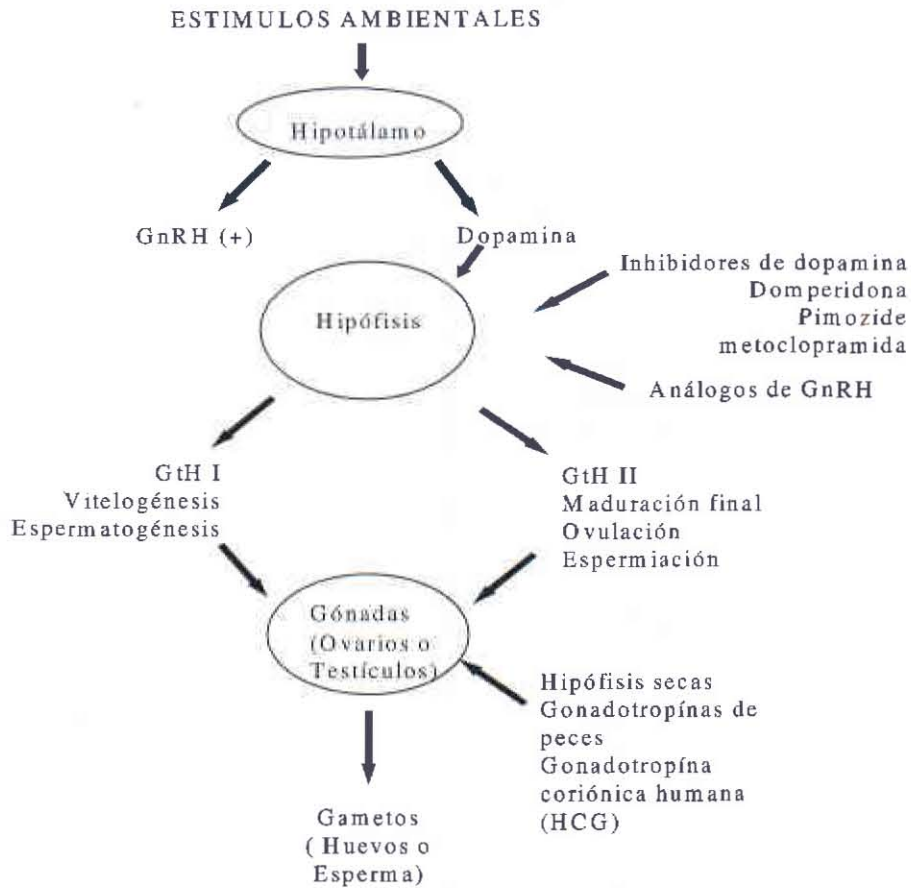 ESTIMULOS AMBIENTALES
Hipotálamo
GnRH (+)
Dopamina
Inhibidores de dopamina
Domperidona
Pimozide
metoclopramida
Hipófisis
Análogos de GnRH
GtH I
Vitelogénesis
Espermatogénesis
GtH II
Maduración final
Ovulación
Espermiación
Gónadas
(Ovarios o
Testículos)
Hipófisis secas
Gonadotropínas de
peces
Gonadotropína
coriónica humana
(HCG)
Gametos
( Huevos o
Esperma)